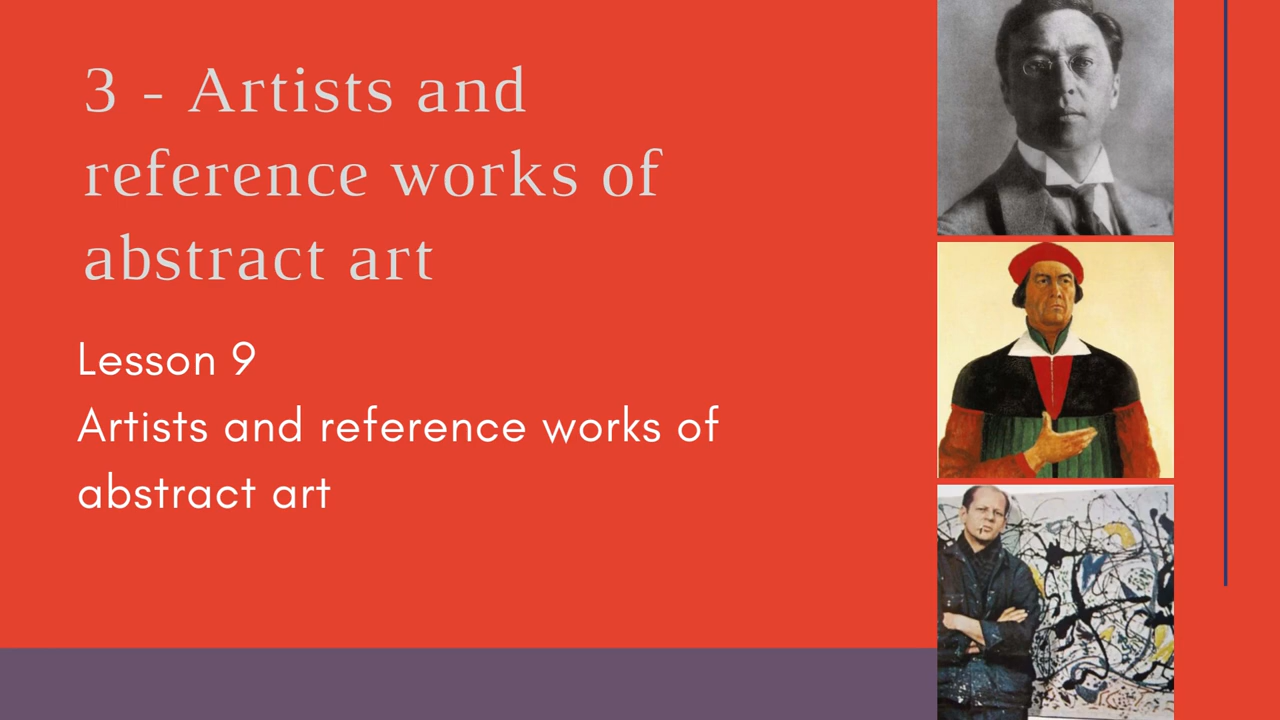 3 - Artists and
reference works of
abstract art
Lesson 9
Artists and reference works of
abstract art